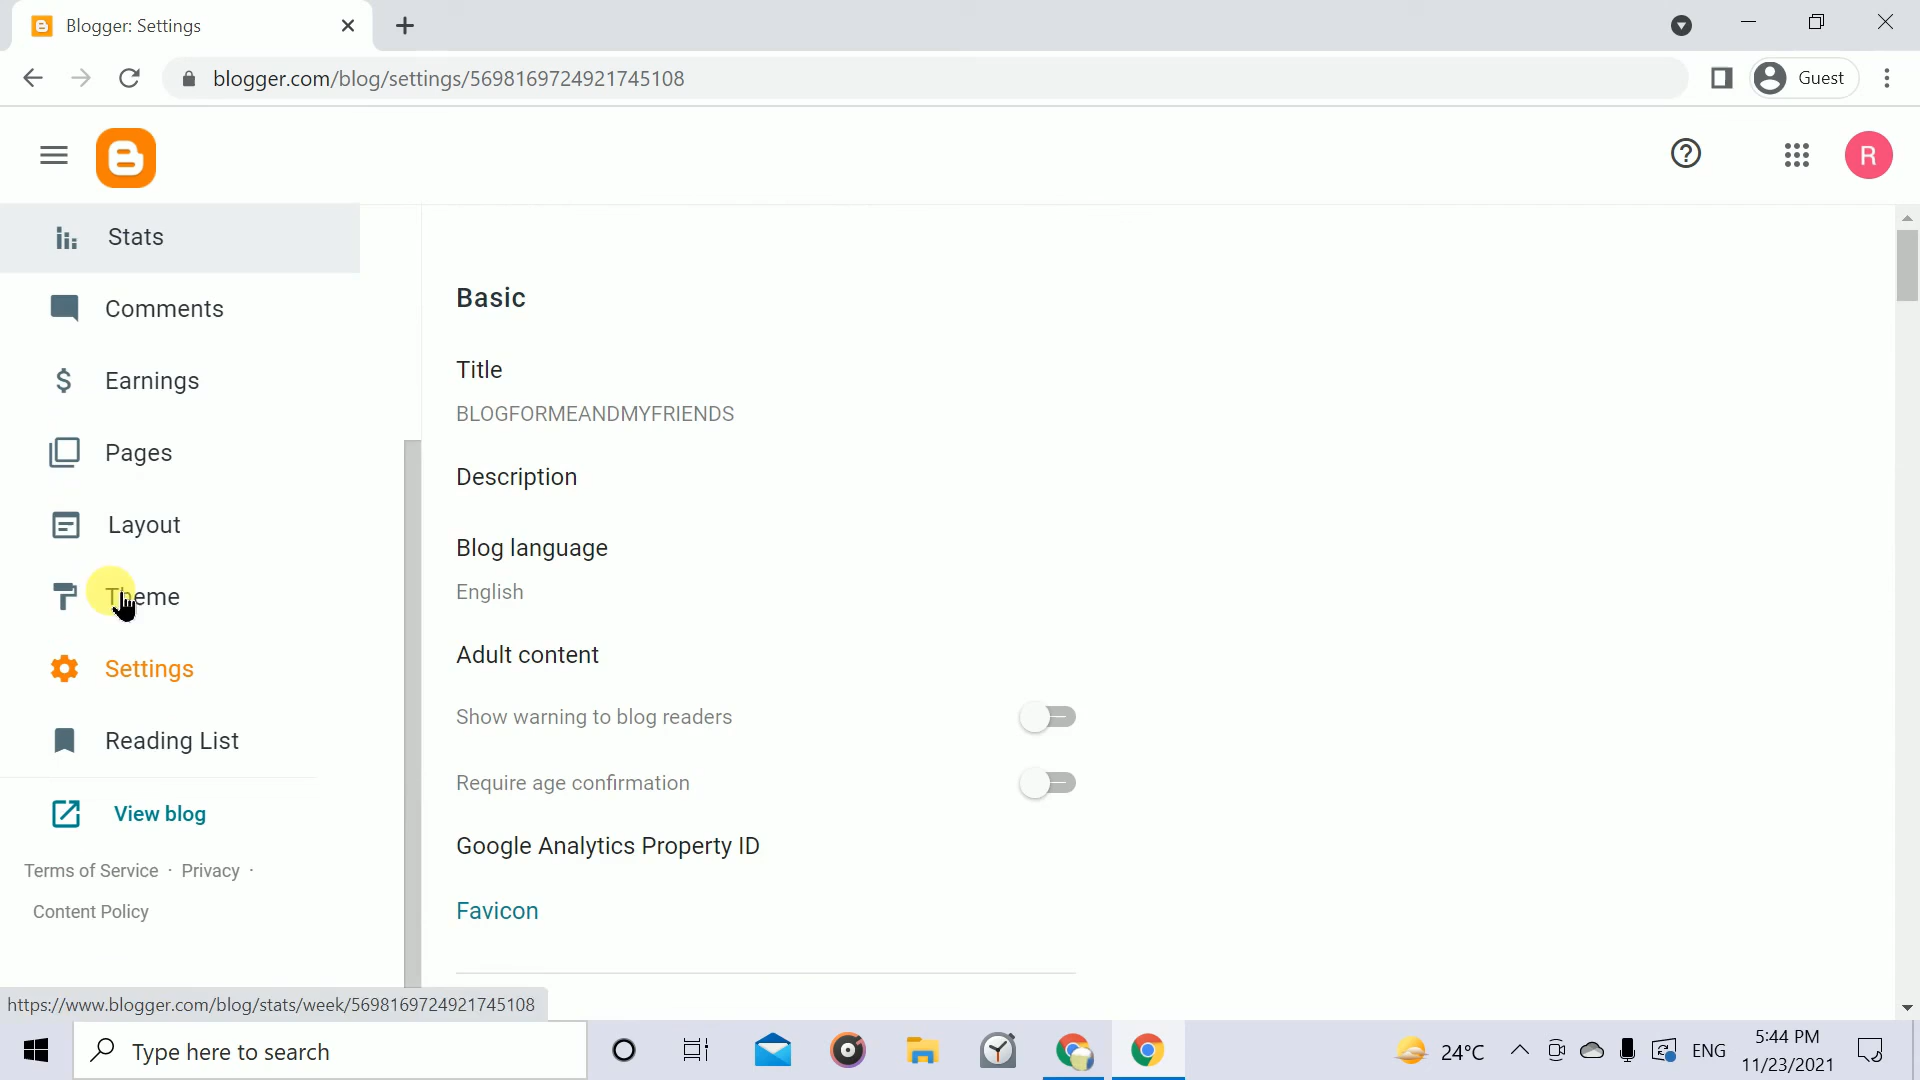 Blogger: Settings
blogger.com/blog/settings/5698169724921745108
Guest
R
Stats
Comments
Earnings
Pages
Layout
Theme
Settings
Reading List
View blog
Terms of Service · Privacy ·
Content Policy
Basic
Title
BLOGFORMEANDMYFRIENDS
Description
Blog language
English
Adult content
Show warning to blog readers
Require age confirmation
Google Analytics Property ID
Favicon
https://www.blogger.com/blog/stats/week/5698169724921745108
Type here to search
24°C
ENG
5:44 PM
11/23/2021